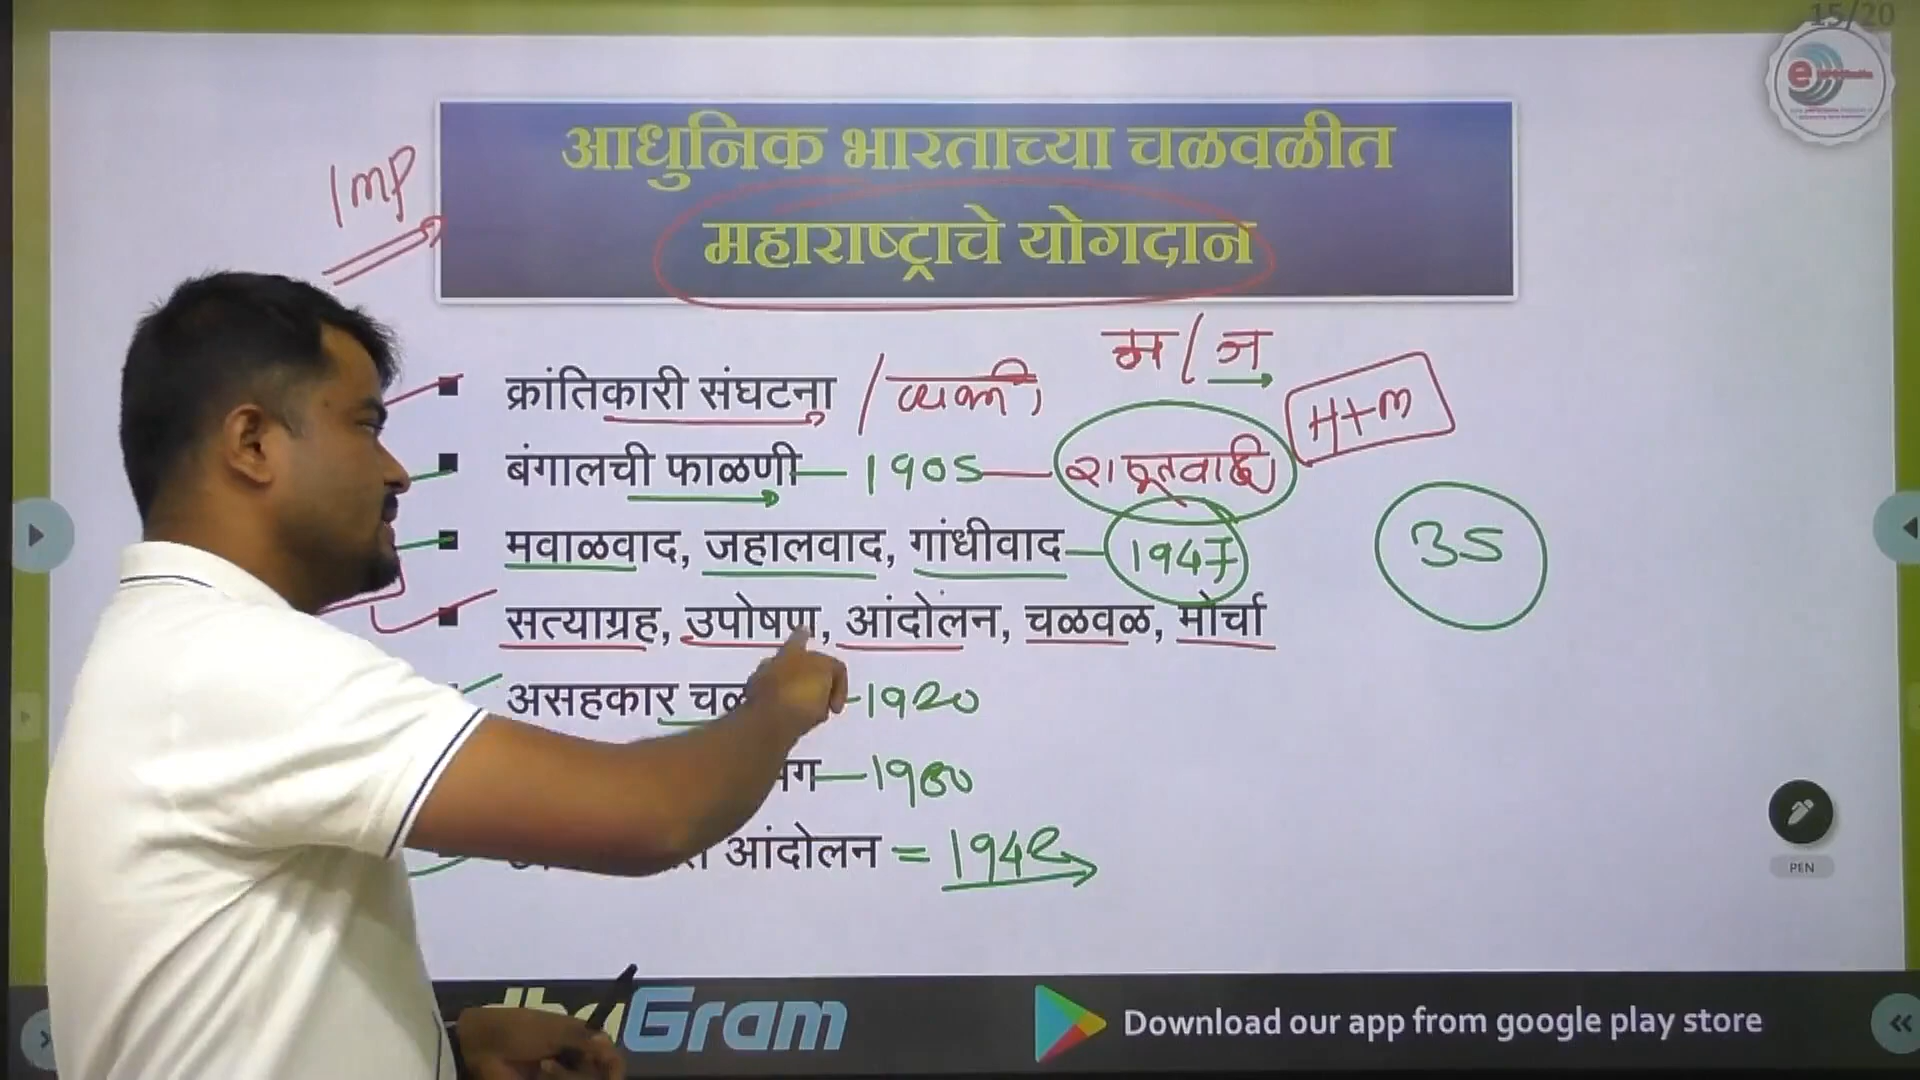 15/20
आधुनिक भारताच्या चळवळीत
महाराष्ट्राचे योगदान
Imp
म / ज
क्रांतिकारी संघटना / व्यक्ती
H+M
बंगालची फाळणी — 1905 —
मवाळवाद, जहालवाद, गांधीवाद — 1947
35
सत्याग्रह, उपोषण, आंदोलन, चळवळ, मोर्चा
असहकार 1920
1930
आंदोलन = 1942
PEN
Gram
Download our app from google play store